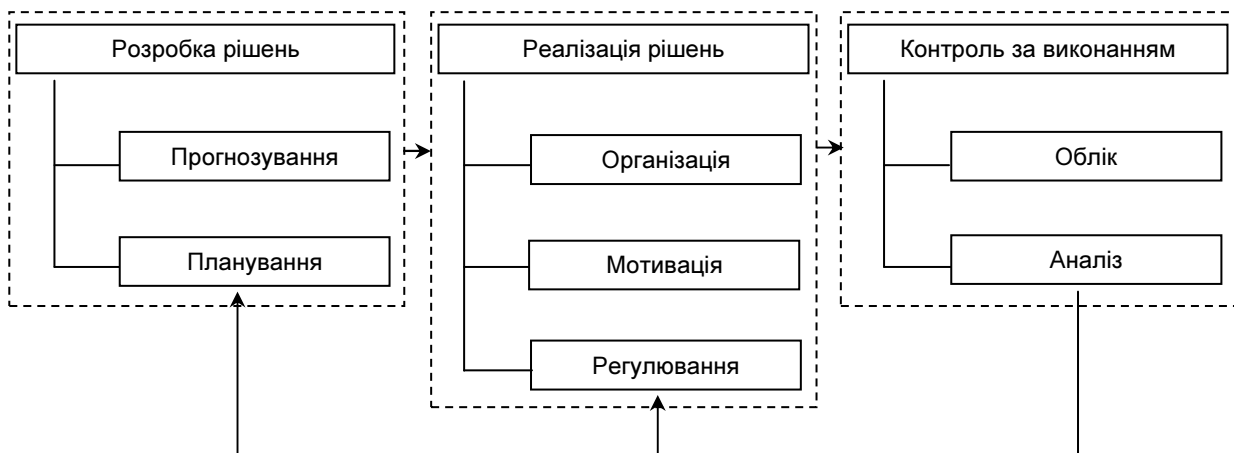 Розробка рішень
Прогнозування
Планування
Реалізація рішень
Організація
Мотивація
Регулювання
Контроль за виконанням
Облік
Аналіз